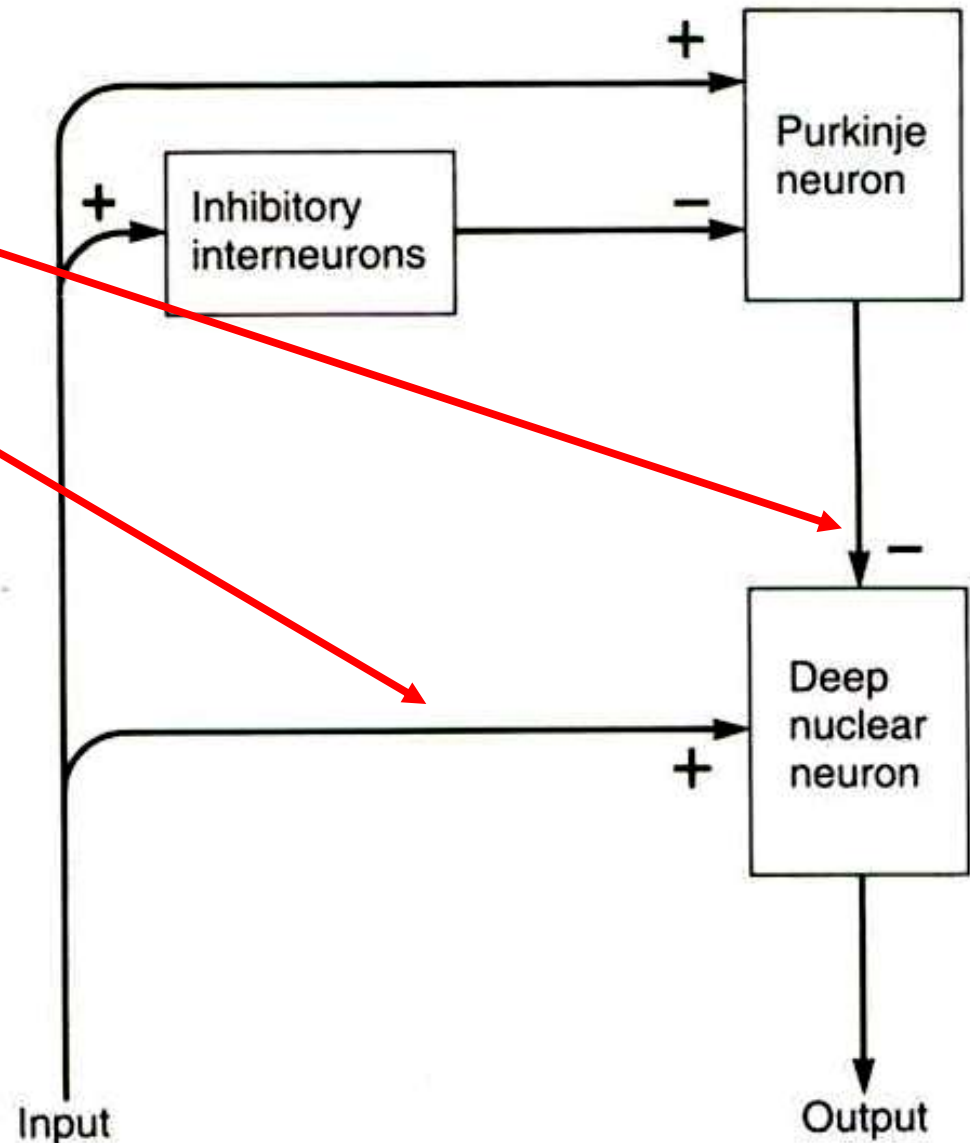 +
Purkinje
neuron
+
Inhibitory
interneurons
−
−
Deep
nuclear
neuron
+
Input
Output